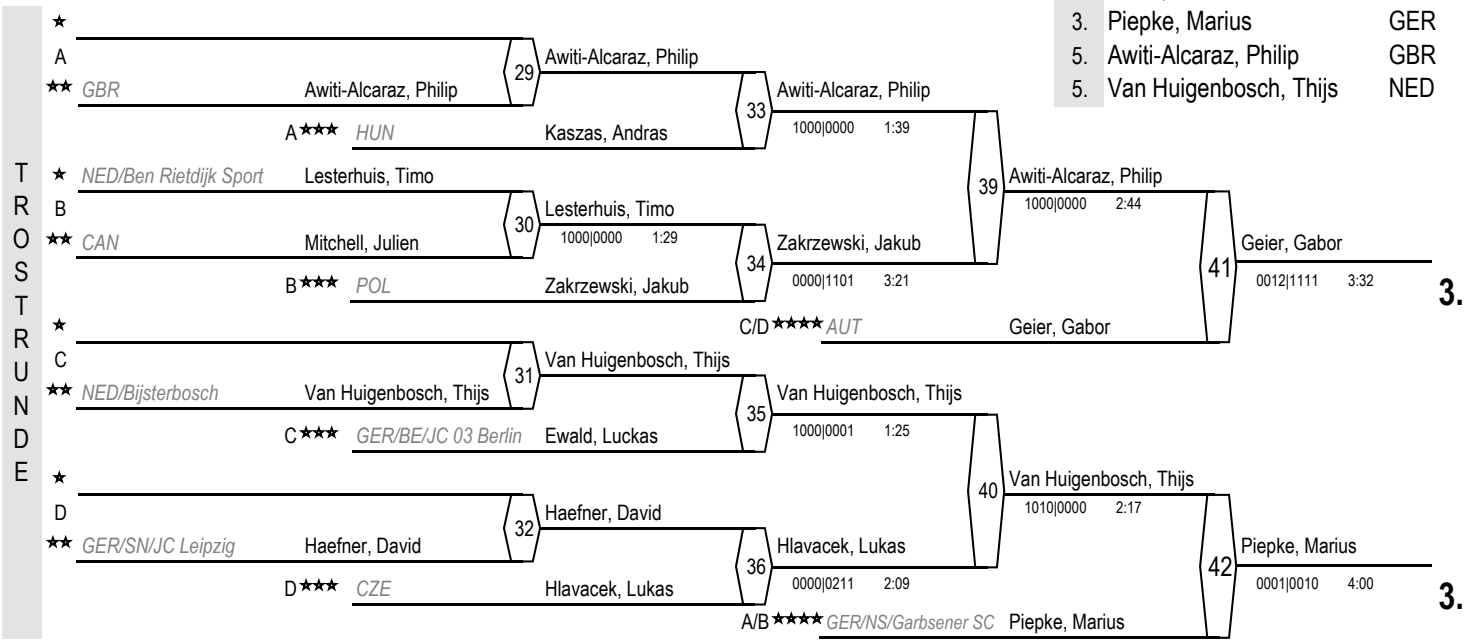 3. Piepke, Marius GER
5. Awiti-Alcaraz, Philip GBR
5. Van Huigenbosch, Thijs NED
TROSTRUNDE
★
A
★★ GBR Awiti-Alcaraz, Philip
29 Awiti-Alcaraz, Philip
A★★★ HUN Kaszas, Andras
33 Awiti-Alcaraz, Philip
1000|0000 1:39
★ NED/Ben Rietdijk Sport Lesterhuis, Timo
B
★★ CAN Mitchell, Julien
30 Lesterhuis, Timo
1000|0000 1:29
B★★★ POL Zakrzewski, Jakub
34 Zakrzewski, Jakub
0000|1101 3:21
39 Awiti-Alcaraz, Philip
1000|0000 2:44
C/D★★★★ AUT Geier, Gabor
41 Geier, Gabor
0012|1111 3:32
3.
★
C
★★ NED/Bijsterbosch Van Huigenbosch, Thijs
31 Van Huigenbosch, Thijs
C★★★ GER/BE/JC 03 Berlin Ewald, Luckas
35 Van Huigenbosch, Thijs
1000|0001 1:25
★
D
★★ GER/SN/JC Leipzig Haefner, David
32 Haefner, David
D★★★ CZE Hlavacek, Lukas
36 Hlavacek, Lukas
0000|0211 2:09
40 Van Huigenbosch, Thijs
1010|0000 2:17
A/B★★★★ GER/NS/Garbsener SC Piepke, Marius
42 Piepke, Marius
0001|0010 4:00
3.